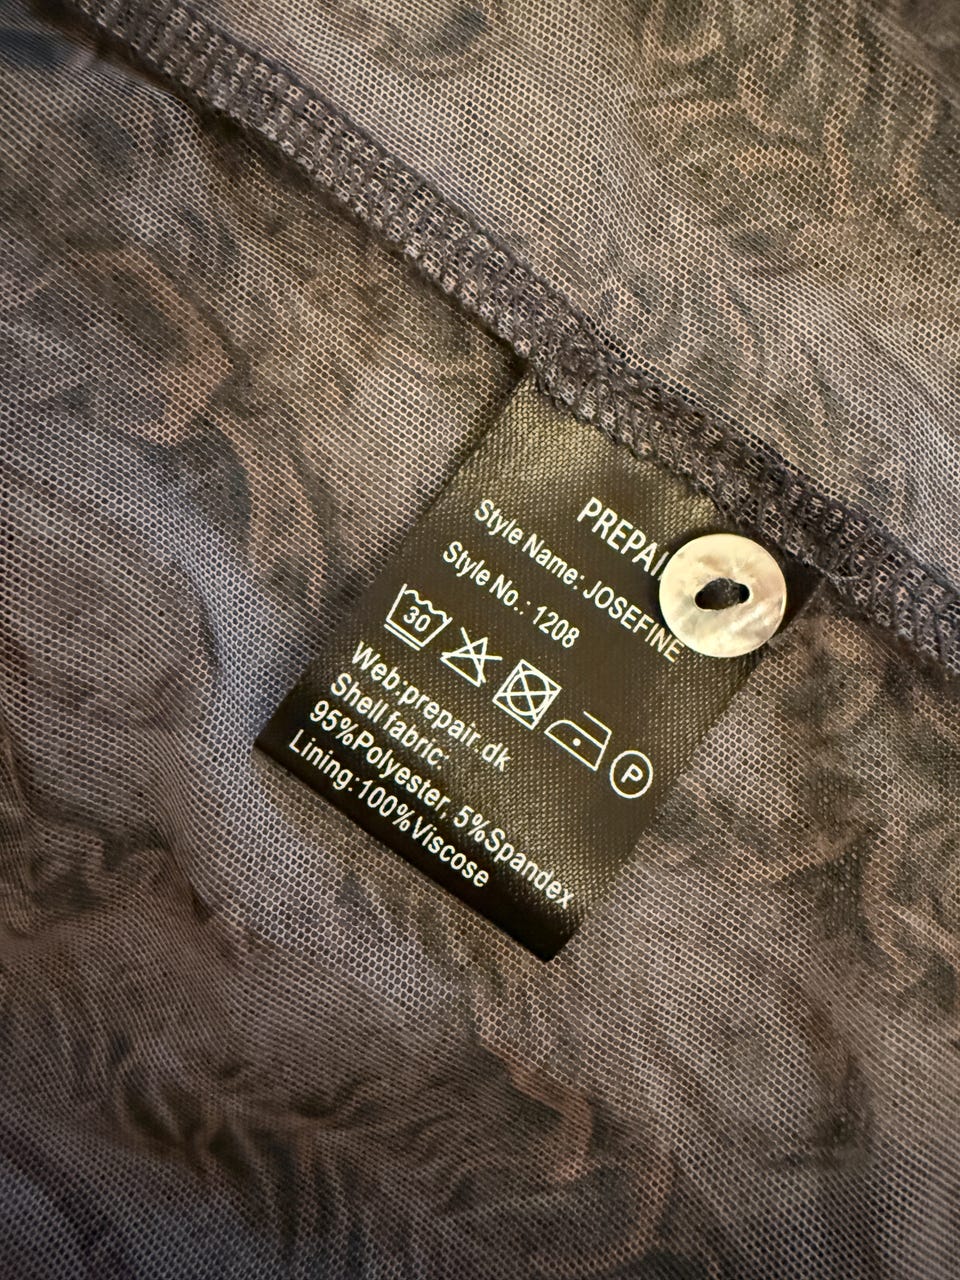 PREPAI
Style Name: JOSEFINE
Style No.: 1208
30
P
Web:prepair.dk
Shell fabric:
95%Polyester, 5%Spandex
Lining:100%Viscose